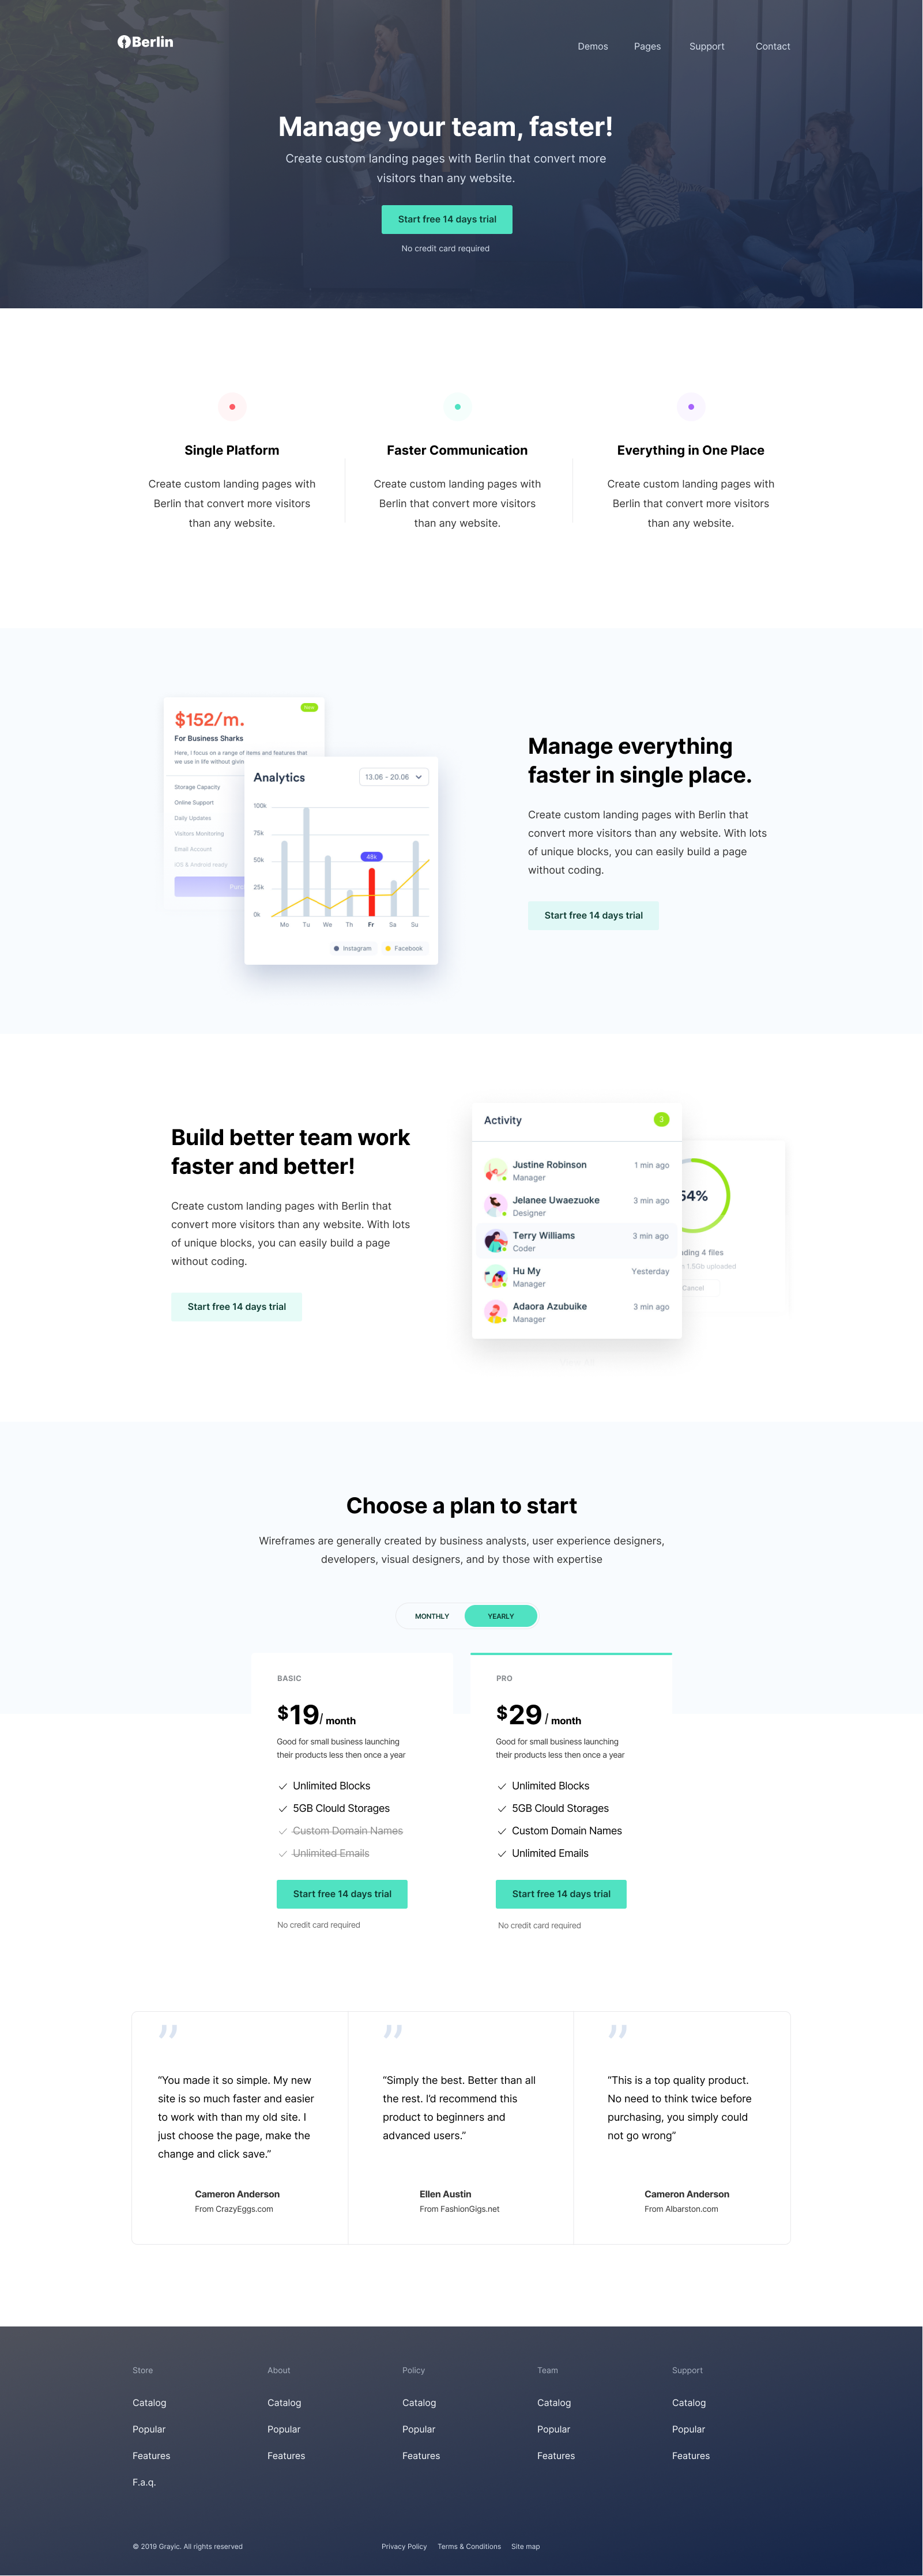 Berlin
Demos Pages Support Contact
Manage your team, faster!
Create custom landing pages with Berlin that convert more
visitors than any website.
Start free 14 days trial
No credit card required
Single Platform
Create custom landing pages with
Berlin that convert more visitors
than any website.
Faster Communication
Create custom landing pages with
Berlin that convert more visitors
than any website.
Everything in One Place
Create custom landing pages with
Berlin that convert more visitors
than any website.
$152/m.
For Business Sharks
Here, I focus on a range of items and features that
we use in life without givin
Storage Capacity
Online Support
Daily Updates
Visitors Monitoring
Email Account
iOS & Android ready
Analytics
13.06 - 20.06
100k
75k
50k
25k
0k
48k
Mo Tu We Th Fr Sa Su
Instagram Facebook
Manage everything
faster in single place.
Create custom landing pages with Berlin that
convert more visitors than any website. With lots
of unique blocks, you can easily build a page
without coding.
Start free 14 days trial
Build better team work
faster and better!
Create custom landing pages with Berlin that
convert more visitors than any website. With lots
of unique blocks, you can easily build a page
without coding.
Start free 14 days trial
Activity
3
Justine Robinson 1 min ago
Manager
Jelanee Uwaezuoke 3 min ago
Designer
Terry Williams 3 min ago
Coder
Hu My Yesterday
Manager
Adaora Azubuike 3 min ago
Manager
64%
ding 4 files
1.5Gb uploaded
Cancel
Choose a plan to start
Wireframes are generally created by business analysts, user experience designers,
developers, visual designers, and by those with expertise
MONTHLY YEARLY
BASIC
$19/ month
Good for small business launching
their products less then once a year
Unlimited Blocks
5GB Clould Storages
Custom Domain Names
Unlimited Emails
Start free 14 days trial
No credit card required
PRO
$29 / month
Good for small business launching
their products less then once a year
Unlimited Blocks
5GB Clould Storages
Custom Domain Names
Unlimited Emails
Start free 14 days trial
No credit card required
”
“You made it so simple. My new
site is so much faster and easier
to work with than my old site. I
just choose the page, make the
change and click save.”
Cameron Anderson
From CrazyEggs.com
”
“Simply the best. Better than all
the rest. I’d recommend this
product to beginners and
advanced users.”
Ellen Austin
From FashionGigs.net
”
“This is a top quality product.
No need to think twice before
purchasing, you simply could
not go wrong”
Cameron Anderson
From Albarston.com
Store
Catalog
Popular
Features
F.a.q.
About
Catalog
Popular
Features
Policy
Catalog
Popular
Features
Team
Catalog
Popular
Features
Support
Catalog
Popular
Features
© 2019 Grayic. All rights reserved
Privacy Policy Terms & Conditions Site map